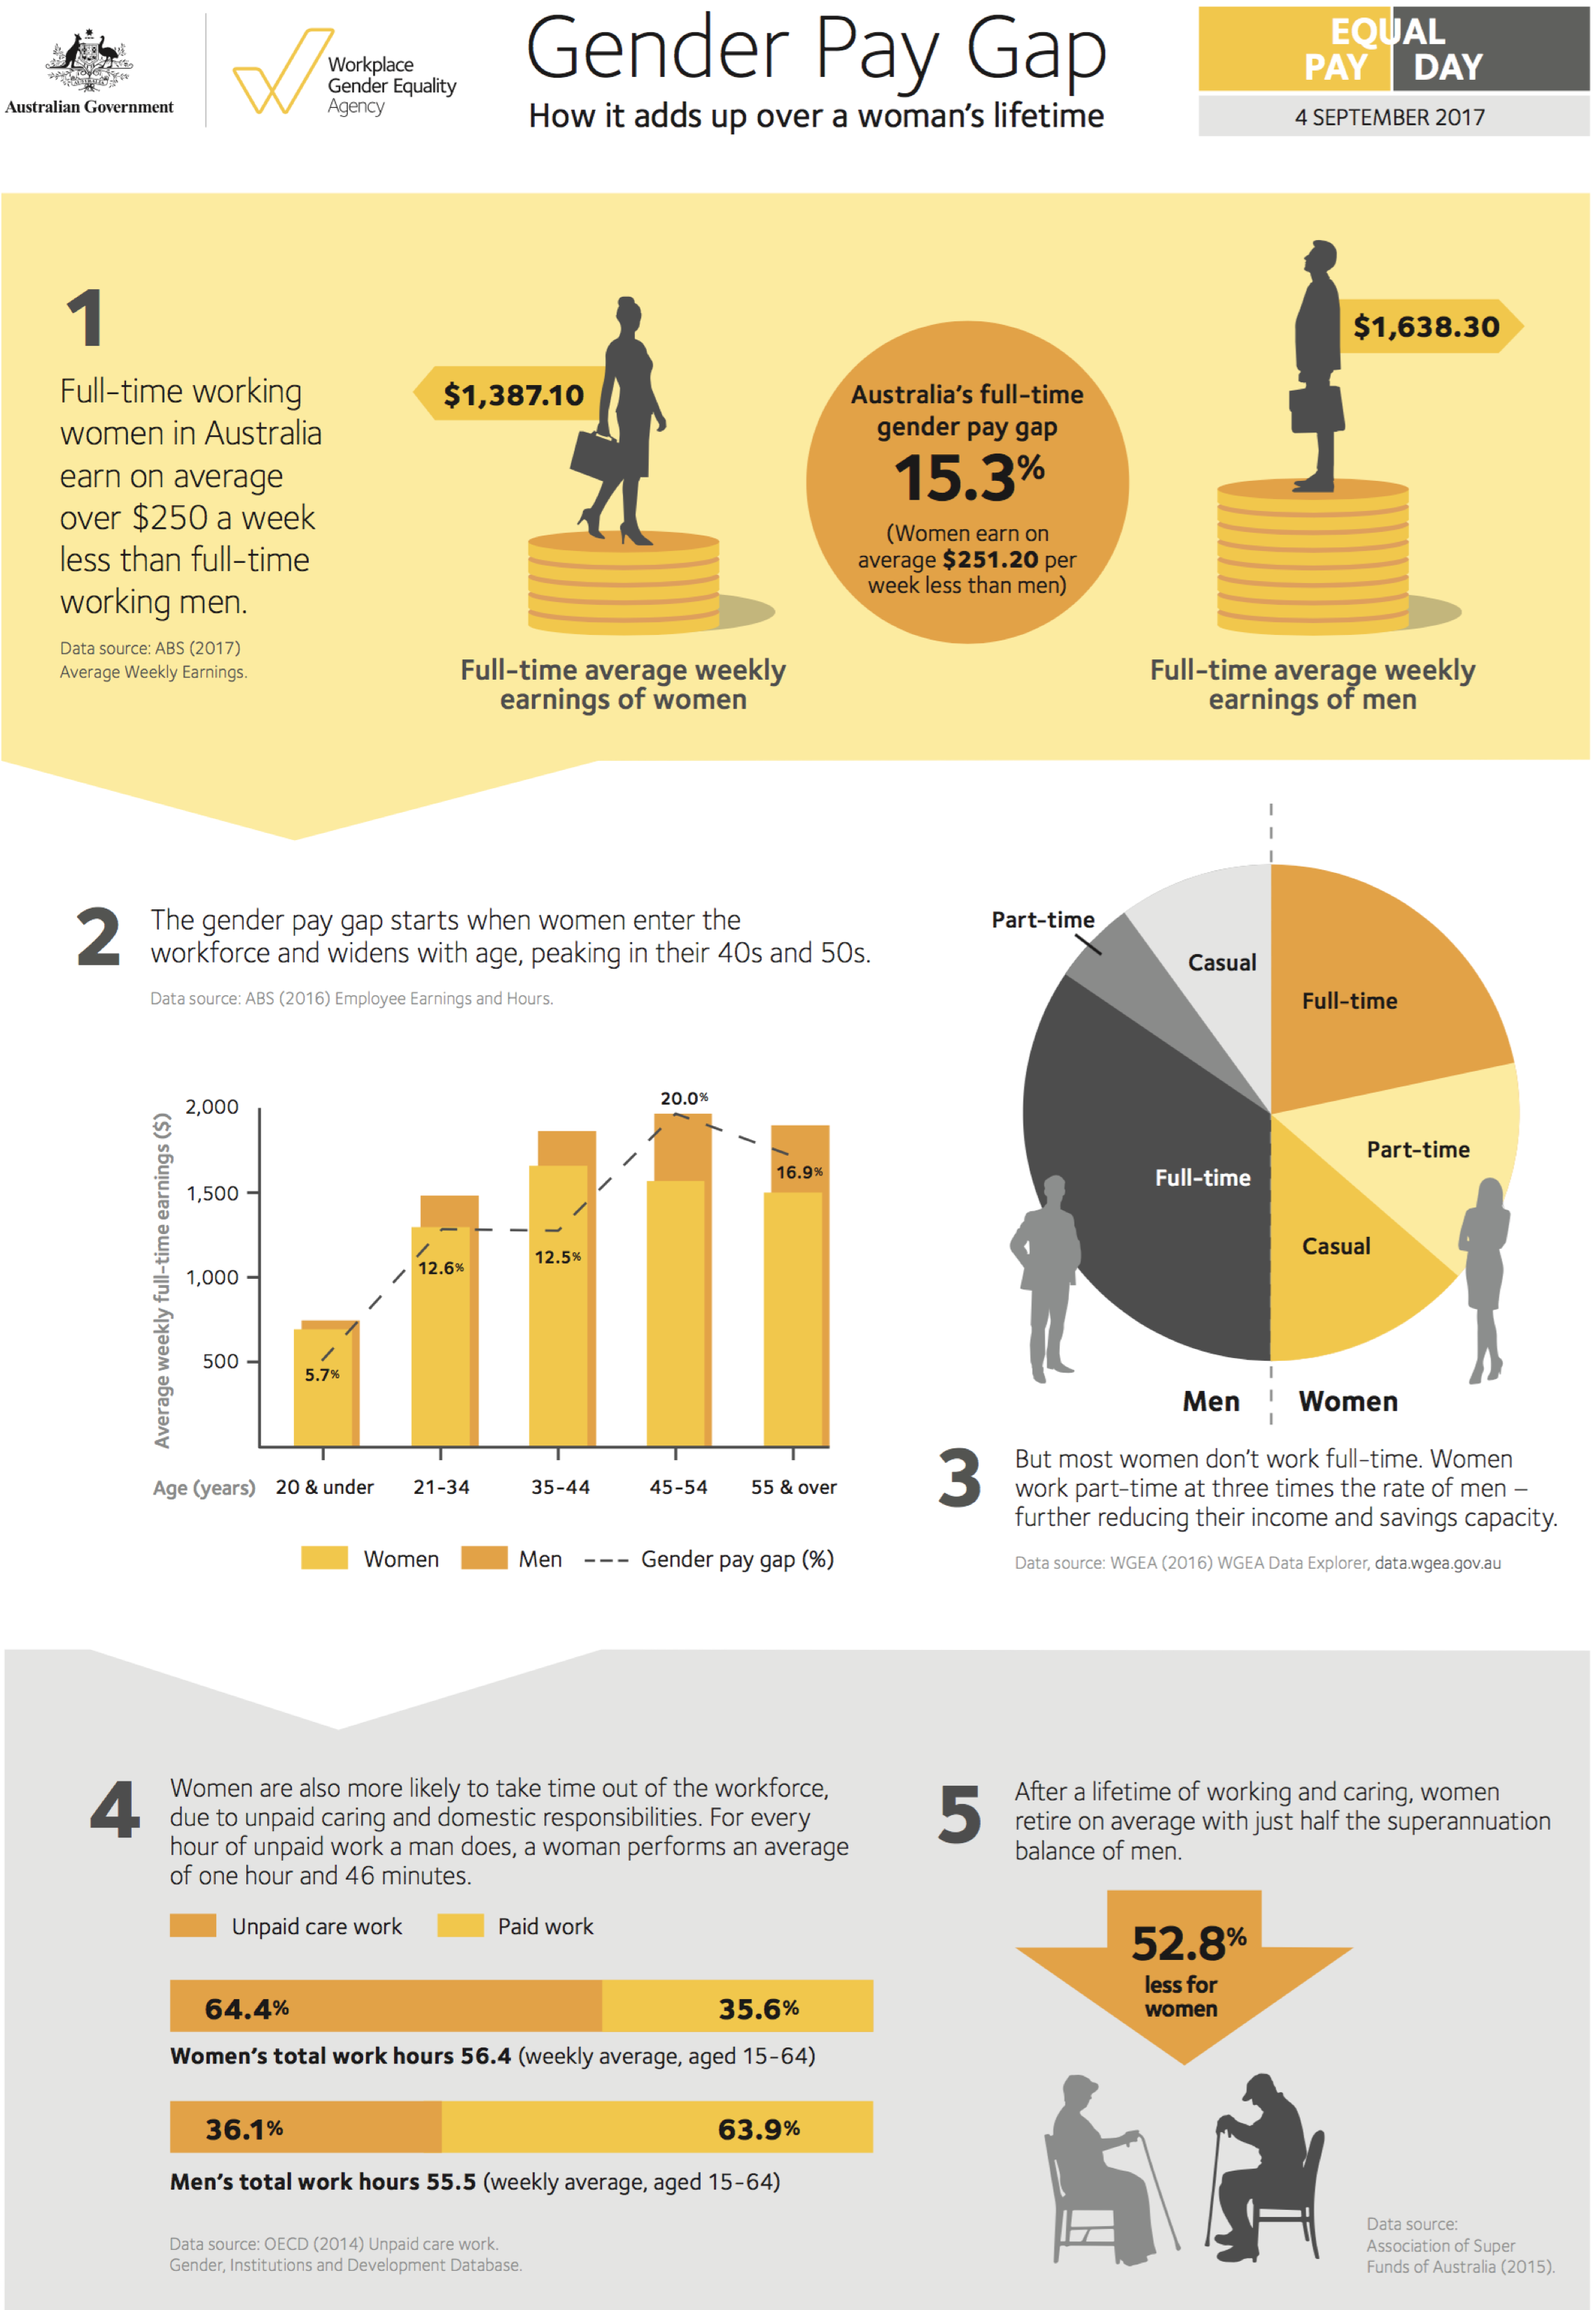 Australian Government
Workplace
Gender Equality
Agency
Gender Pay Gap
How it adds up over a woman's lifetime
EQUAL
PAY DAY
4 SEPTEMBER 2017
1
Full-time working
women in Australia
earn on average
over $250 a week
less than full-time
working men.
Data source: ABS (2017)
Average Weekly Earnings.
$1,387.10
Full-time average weekly
earnings of women
Australia's full-time
gender pay gap
15.3%
(Women earn on
average $251.20 per
week less than men)
$1,638.30
Full-time average weekly
earnings of men
2
The gender pay gap starts when women enter the
workforce and widens with age, peaking in their 40s and 50s.
Data source: ABS (2016) Employee Earnings and Hours.
Average weekly full-time earnings ($)
2,000
1,500
1,000
500
5.7%
12.6%
12.5%
20.0%
16.9%
Age (years) 20 & under 21-34 35-44 45-54 55 & over
Women Men Gender pay gap (%)
Part-time
Casual
Full-time
Full-time
Part-time
Casual
Men Women
3
But most women don't work full-time. Women
work part-time at three times the rate of men –
further reducing their income and savings capacity.
Data source: WGEA (2016) WGEA Data Explorer, data.wgea.gov.au
4
Women are also more likely to take time out of the workforce,
due to unpaid caring and domestic responsibilities. For every
hour of unpaid work a man does, a woman performs an average
of one hour and 46 minutes.
Unpaid care work Paid work
64.4% 35.6%
Women's total work hours 56.4 (weekly average, aged 15-64)
36.1% 63.9%
Men's total work hours 55.5 (weekly average, aged 15-64)
Data source: OECD (2014) Unpaid care work.
Gender, Institutions and Development Database.
5
After a lifetime of working and caring, women
retire on average with just half the superannuation
balance of men.
52.8%
less for
women
Data source:
Association of Super
Funds of Australia (2015).